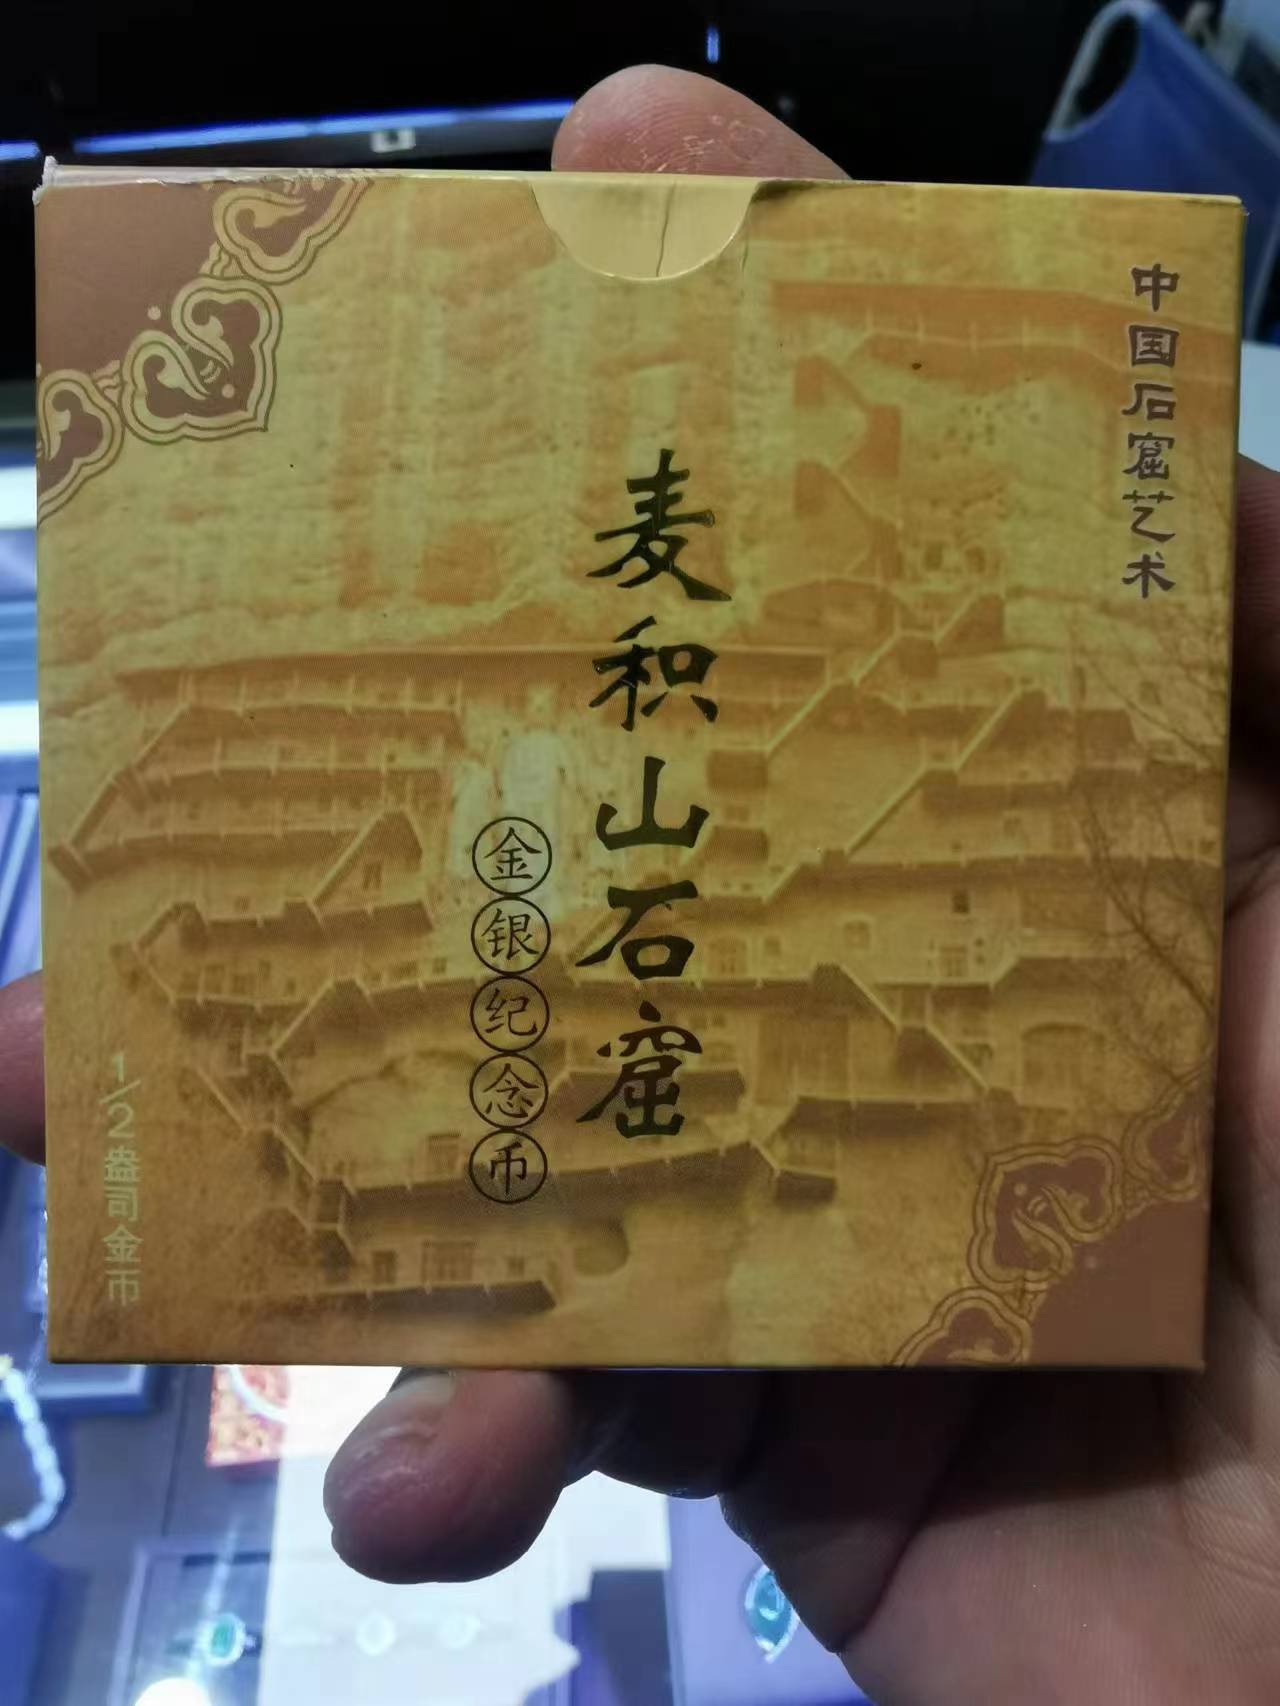 中国石窟艺术
麦积山石窟
金银纪念币
1/2盎司金币